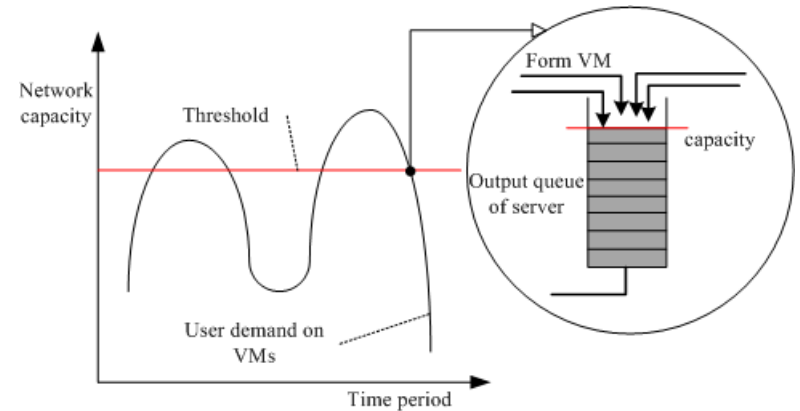 Network
capacity
Threshold
User demand on
VMs
Time period
Form VM
capacity
Output queue
of server